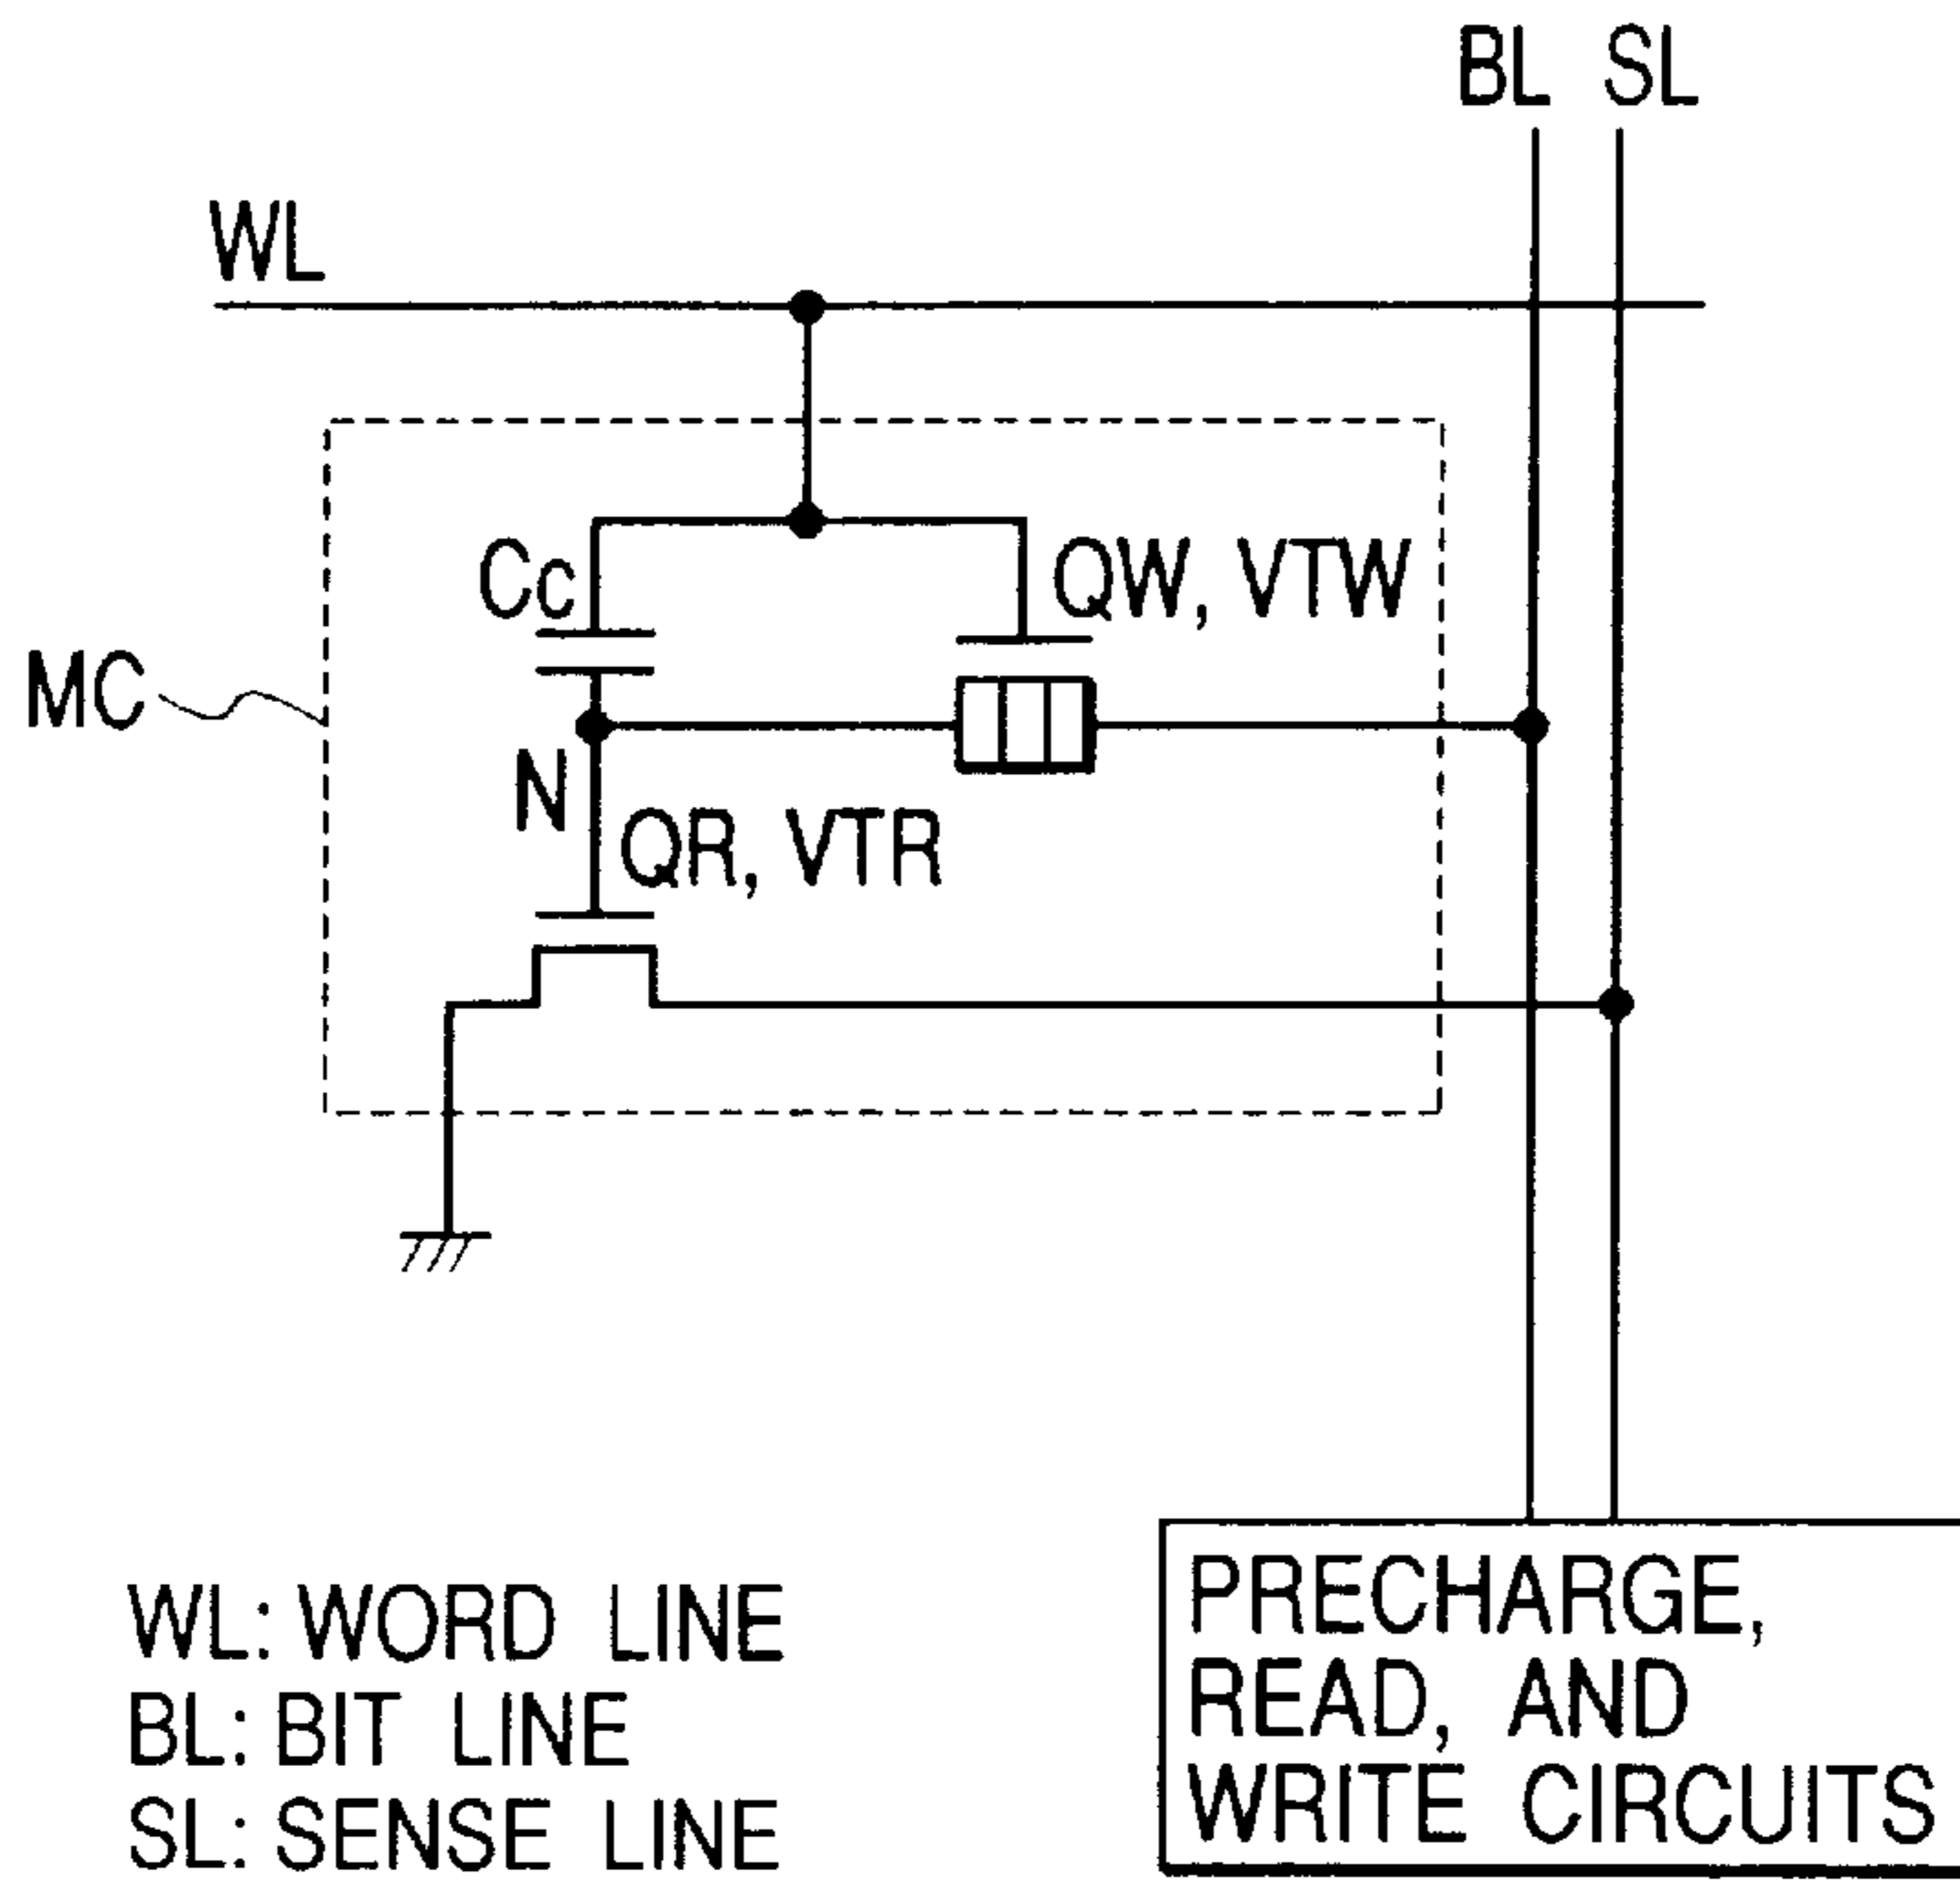 BL SL
WL
Cc
QW, VTW
MC
N
QR, VTR
WL: WORD LINE
BL: BIT LINE
SL: SENSE LINE
PRECHARGE,
READ, AND
WRITE CIRCUITS